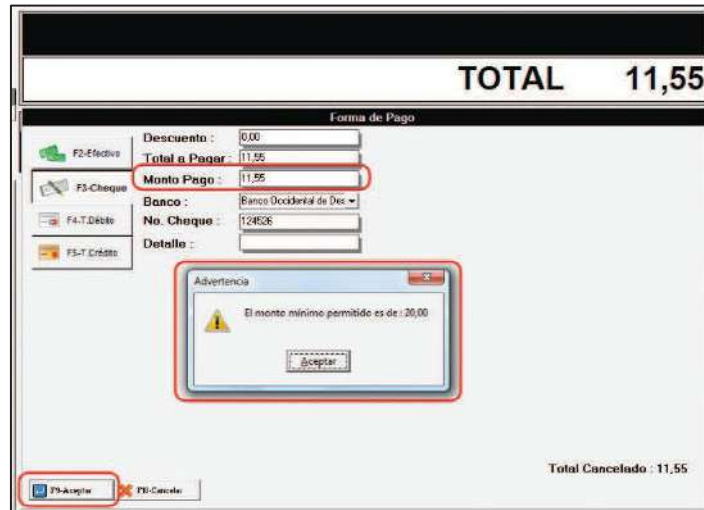 TOTAL 11,55
Forma de Pago
F2-Efectivo
F3-Cheque
F4-T.Débito
F5-T.Crédito
Descuento : 0,00
Total a Pagar : 11,55
Monto Pago : 11,55
Banco : Banco Occidental de Des
No. Cheque : 124526
Detalle :
Advertencia
El monto mínimo permitido es de : 20,00
Aceptar
Total Cancelado : 11,55
F9-Aceptar
F10-Cancelar